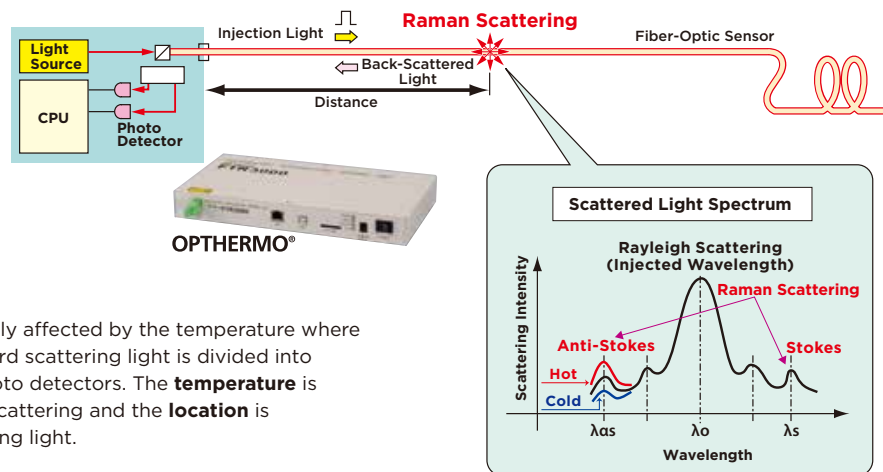 Light
Source
CPU
Photo
Detector
Injection Light
Raman Scattering
Fiber-Optic Sensor
Back-Scattered
Light
Distance
FTR3000
OPTHERMO®
Scattered Light Spectrum
Rayleigh Scattering
(Injected Wavelength)
Raman Scattering
Anti-Stokes
Stokes
Hot
Cold
Scattering Intensity
λαs
λo
λs
Wavelength
ly affected by the temperature where
rd scattering light is divided into
oto detectors. The temperature is
cattering and the location is
ng light.